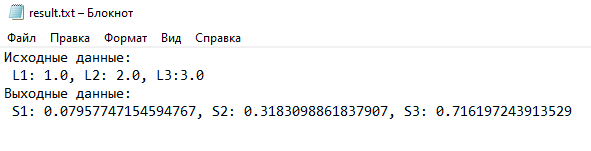 result.txt – Блокнот
Файл Правка Формат Вид Справка
Исходные данные:
L1: 1.0, L2: 2.0, L3:3.0
Выходные данные:
S1: 0.07957747154594767, S2: 0.3183098861837907, S3: 0.716197243913529